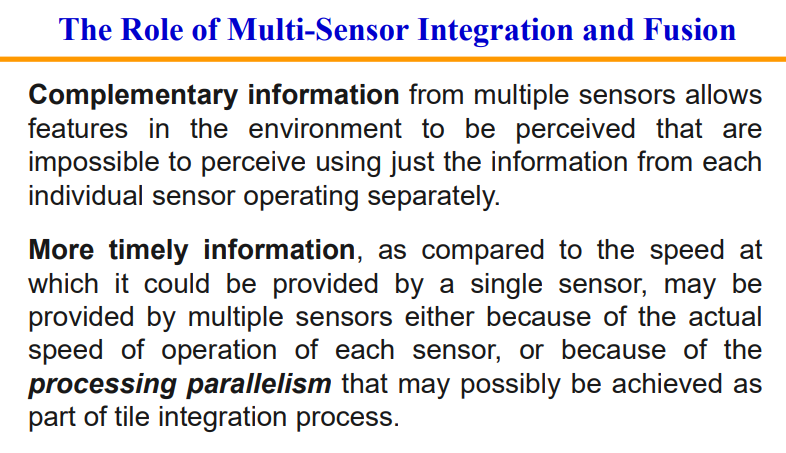 The Role of Multi-Sensor Integration and Fusion
Complementary information from multiple sensors allows
features in the environment to be perceived that are
impossible to perceive using just the information from each
individual sensor operating separately.
More timely information, as compared to the speed at
which it could be provided by a single sensor, may be
provided by multiple sensors either because of the actual
speed of operation of each sensor, or because of the
processing parallelism that may possibly be achieved as
part of tile integration process.